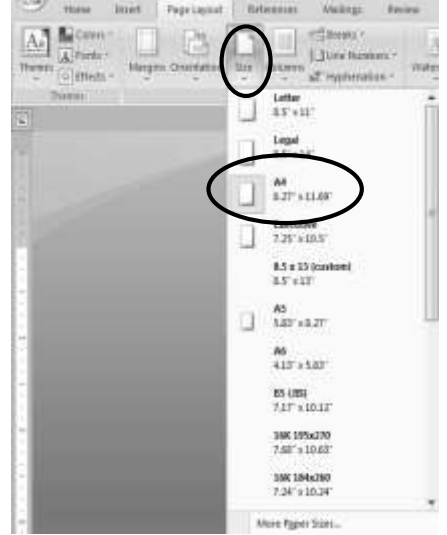 Home Insert Page Layout References Mailings Review
Themes
Colors
Fonts
Effects
Margins Orientation Size Columns
Breaks
Line Numbers
Hyphenation
Themes
Letter
8.5" x 11"
Legal
A4
8.27" x 11.69"
Executive
7.25" x 10.5"
8.5 x 13 (custom)
8.5" x 13"
A5
5.83" x 8.27"
A6
4.13" x 5.83"
B5 (JIS)
7.17" x 10.12"
16K 195x270
7.68" x 10.63"
16K 184x260
7.24" x 10.24"
More Paper Sizes...